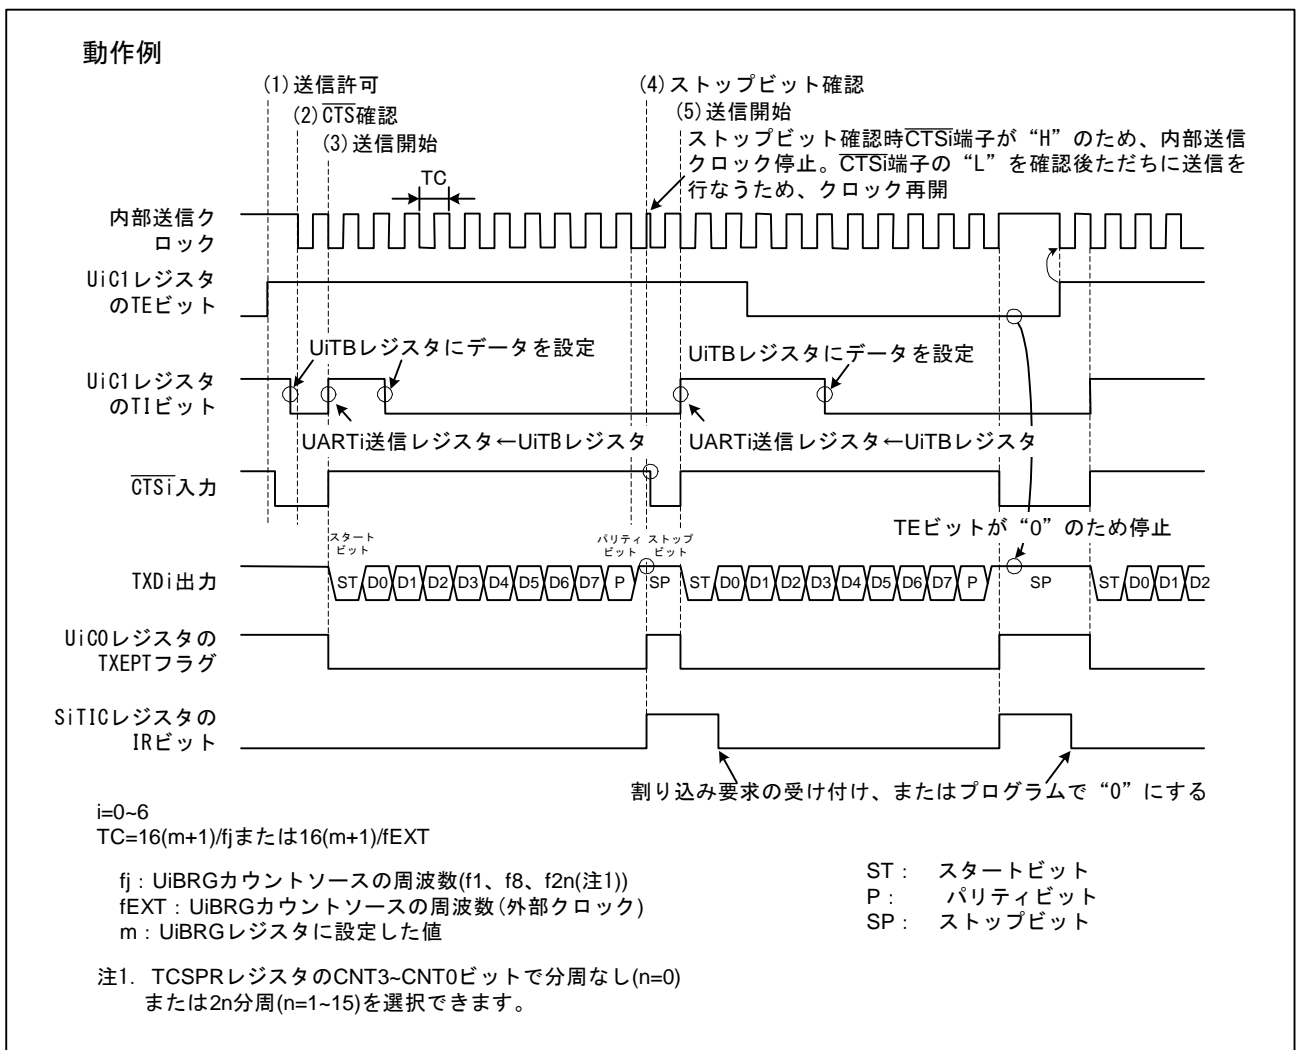 動作例
(1)送信許可
(2)CTS確認
(3)送信開始
(4)ストップビット確認
(5)送信開始
ストップビット確認時CTSi端子が“H”のため、内部送信
クロック停止。CTSi端子の“L”を確認後ただちに送信を
行なうため、クロック再開
TC
内部送信ク
ロック
UiC1レジスタ
のTEビット
UiTBレジスタにデータを設定
UiTBレジスタにデータを設定
UiC1レジスタ
のTIビット
UARTi送信レジスタ←UiTBレジスタ
UARTi送信レジスタ←UiTBレジスタ
CTSi入力
TEビットが“0”のため停止
スタート
ビット
パリティ
ビット
ストップ
ビット
TXDi出力
ST D0 D1 D2 D3 D4 D5 D6 D7 P SP ST D0 D1 D2 D3 D4 D5 D6 D7 P SP ST D0 D1 D2
UiC0レジスタの
TXEPTフラグ
SiTICレジスタの
IRビット
割り込み要求の受け付け、またはプログラムで“0”にする
i=0~6
TC=16(m+1)/fjまたは16(m+1)/fEXT
fj：UiBRGカウントソースの周波数(f1、f8、f2n(注1))
fEXT：UiBRGカウントソースの周波数(外部クロック)
m：UiBRGレジスタに設定した値
ST： スタートビット
P： パリティビット
SP： ストップビット
注1. TCSPRレジスタのCNT3~CNT0ビットで分周なし(n=0)
または2n分周(n=1~15)を選択できます。